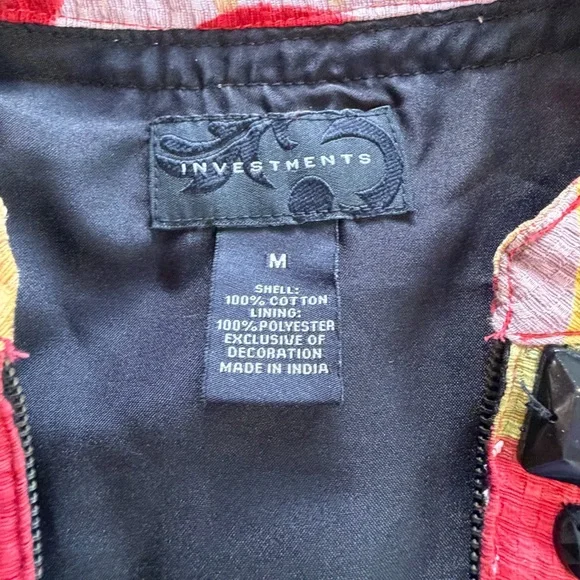 INVESTMENTS
M
SHELL:
100% COTTON
LINING:
100% POLYESTER
EXCLUSIVE OF
DECORATION
MADE IN INDIA